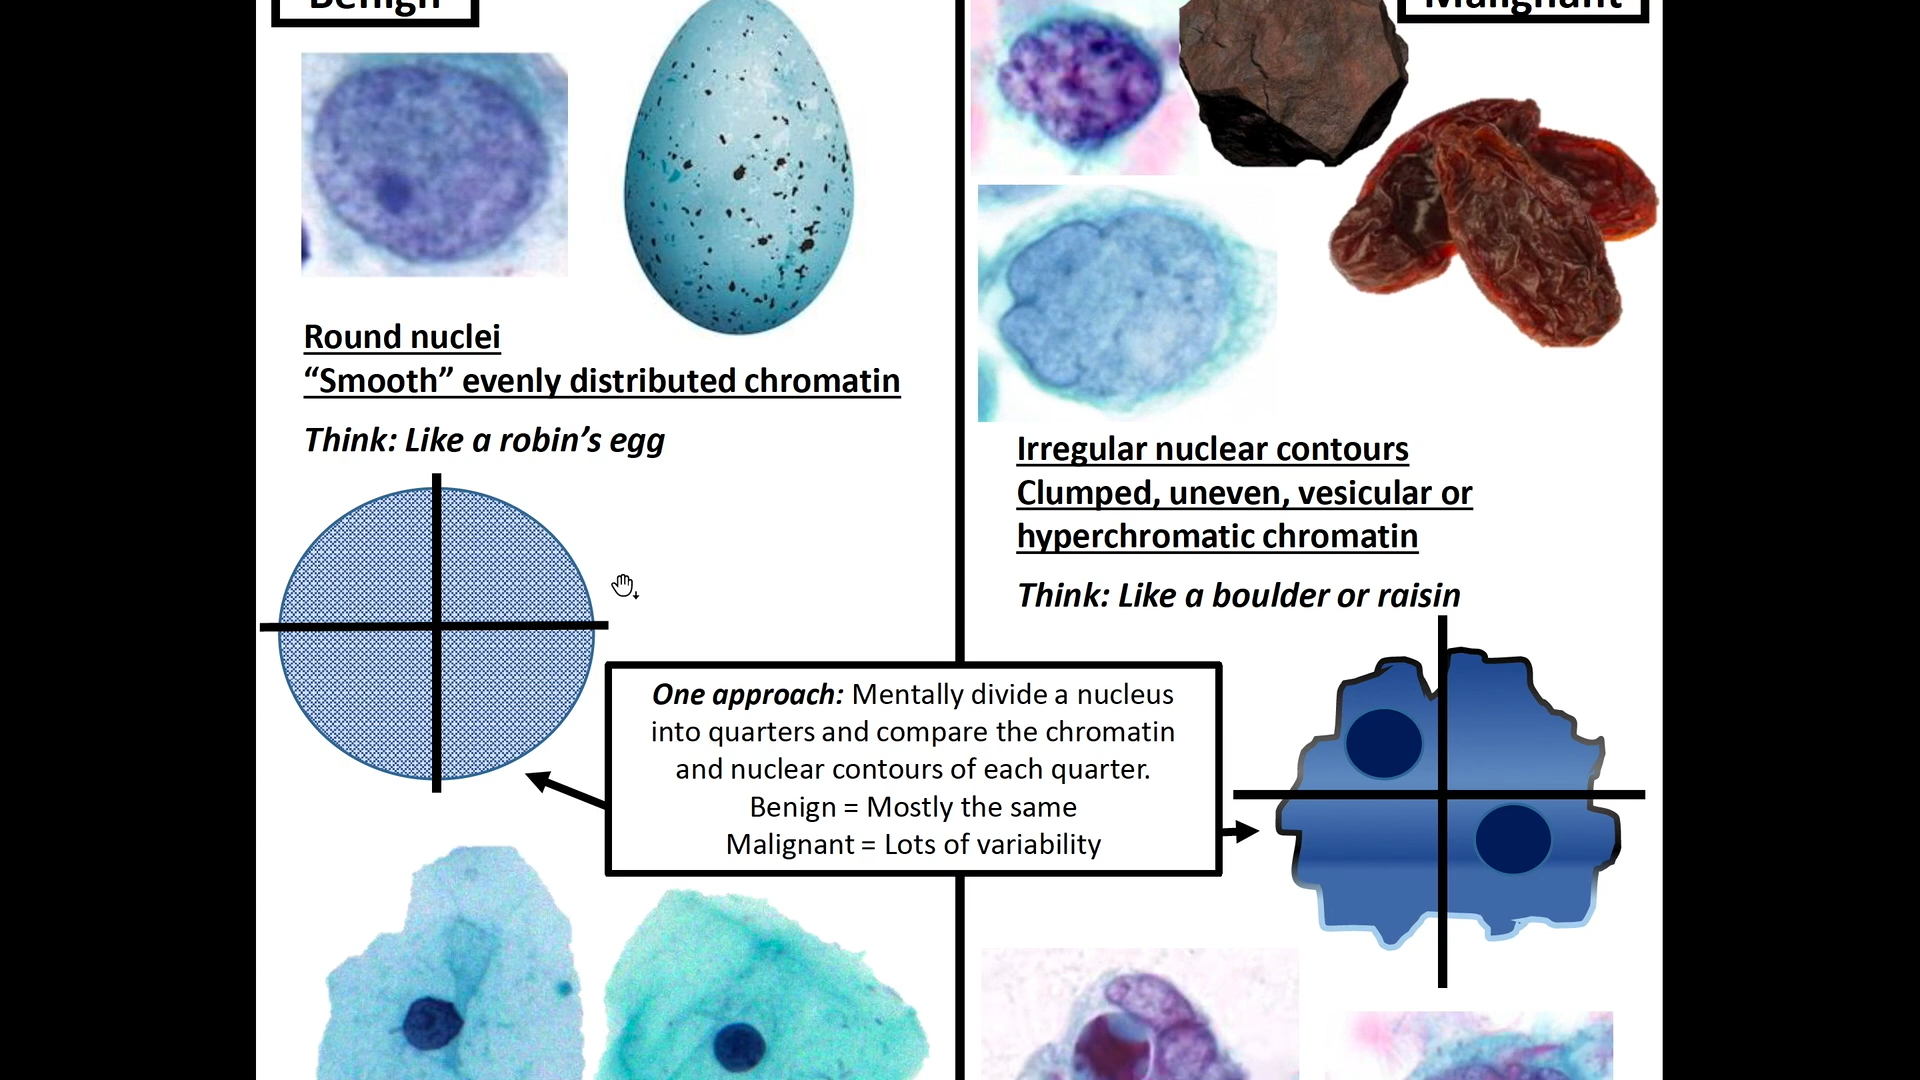 Benign
Malignant
Round nuclei
“Smooth” evenly distributed chromatin
Think: Like a robin’s egg
Irregular nuclear contours
Clumped, uneven, vesicular or
hyperchromatic chromatin
Think: Like a boulder or raisin
One approach: Mentally divide a nucleus
into quarters and compare the chromatin
and nuclear contours of each quarter.
Benign = Mostly the same
Malignant = Lots of variability